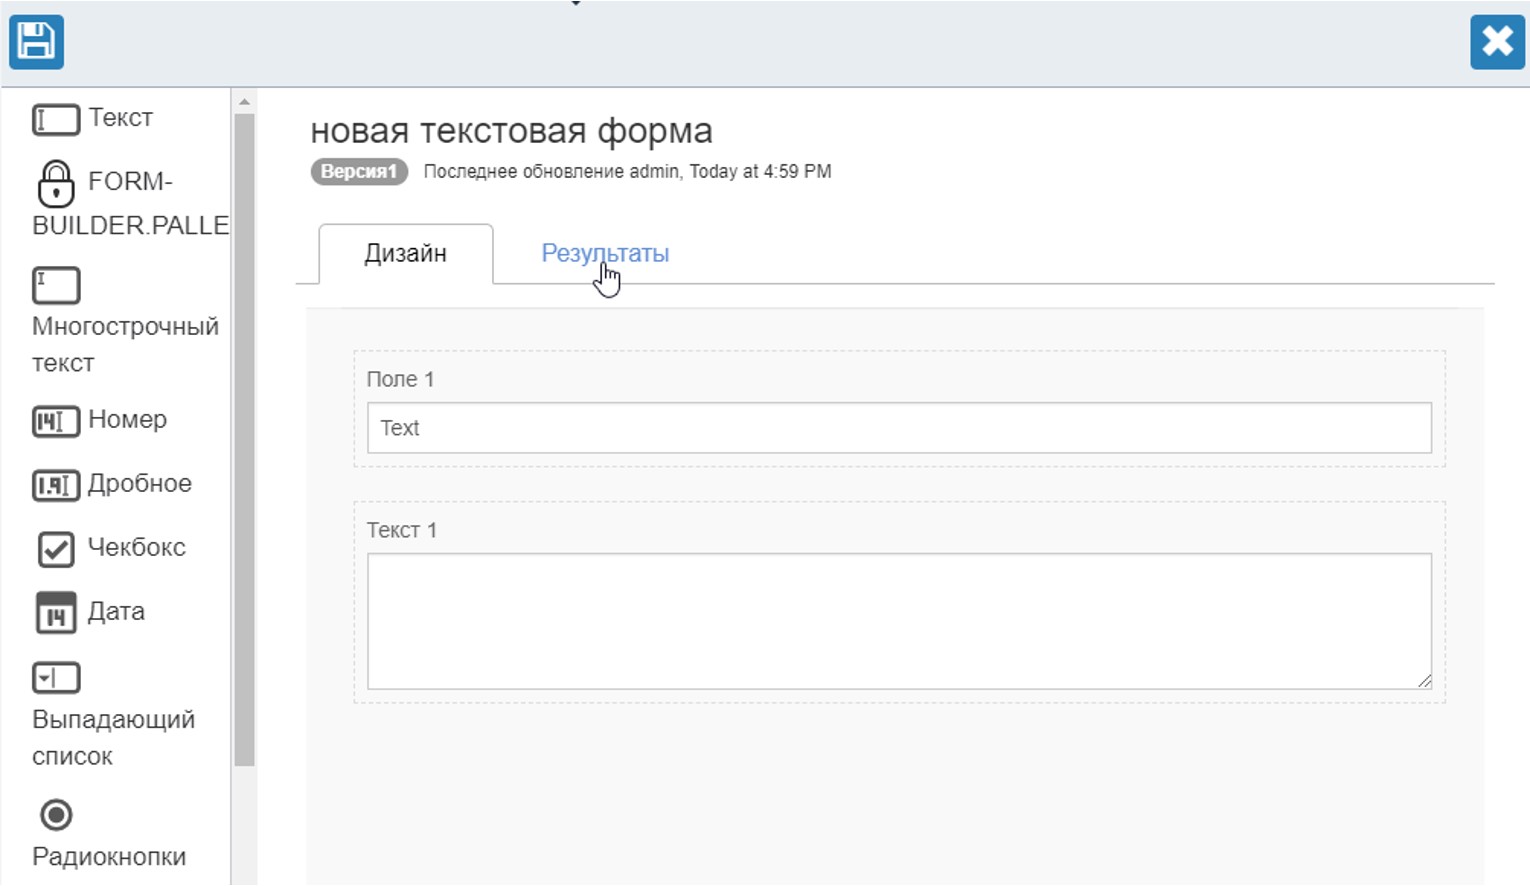 Текст
FORM-
BUILDER.PALLE
Многострочный
текст
Номер
Дробное
Чекбокс
Дата
Выпадающий
список
Радиокнопки
новая текстовая форма
Версия1 Последнее обновление admin, Today at 4:59 PM
Дизайн Результаты
Поле 1
Text
Текст 1